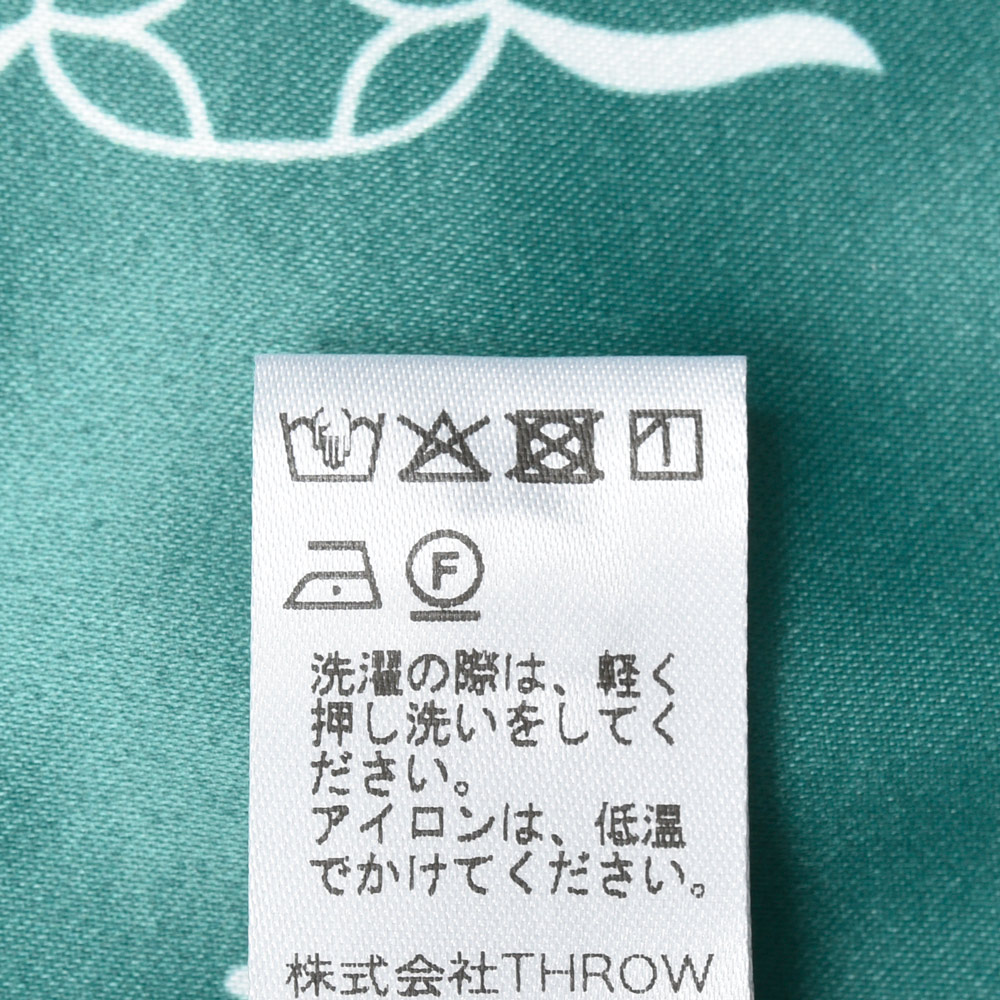 F
洗濯の際は、軽く
押し洗いをしてく
ださい。
アイロンは、低温
でかけてください。
株式会社THROW